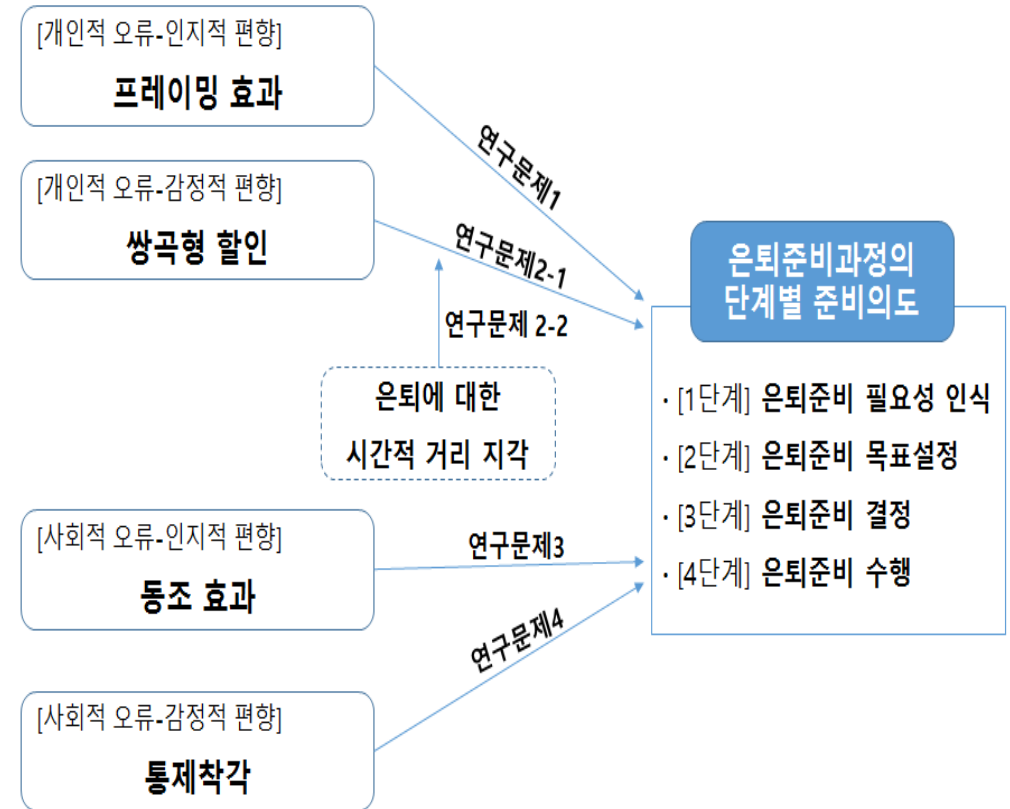 [개인적 오류-인지적 편향]
프레이밍 효과
연구문제1
[개인적 오류-감정적 편향]
쌍곡형 할인
연구문제2-1
연구문제 2-2
은퇴에 대한
시간적 거리 지각
[사회적 오류-인지적 편향]
동조 효과
연구문제3
[사회적 오류-감정적 편향]
통제착각
연구문제4
은퇴준비과정의
단계별 준비의도
· [1단계] 은퇴준비 필요성 인식
· [2단계] 은퇴준비 목표설정
· [3단계] 은퇴준비 결정
· [4단계] 은퇴준비 수행